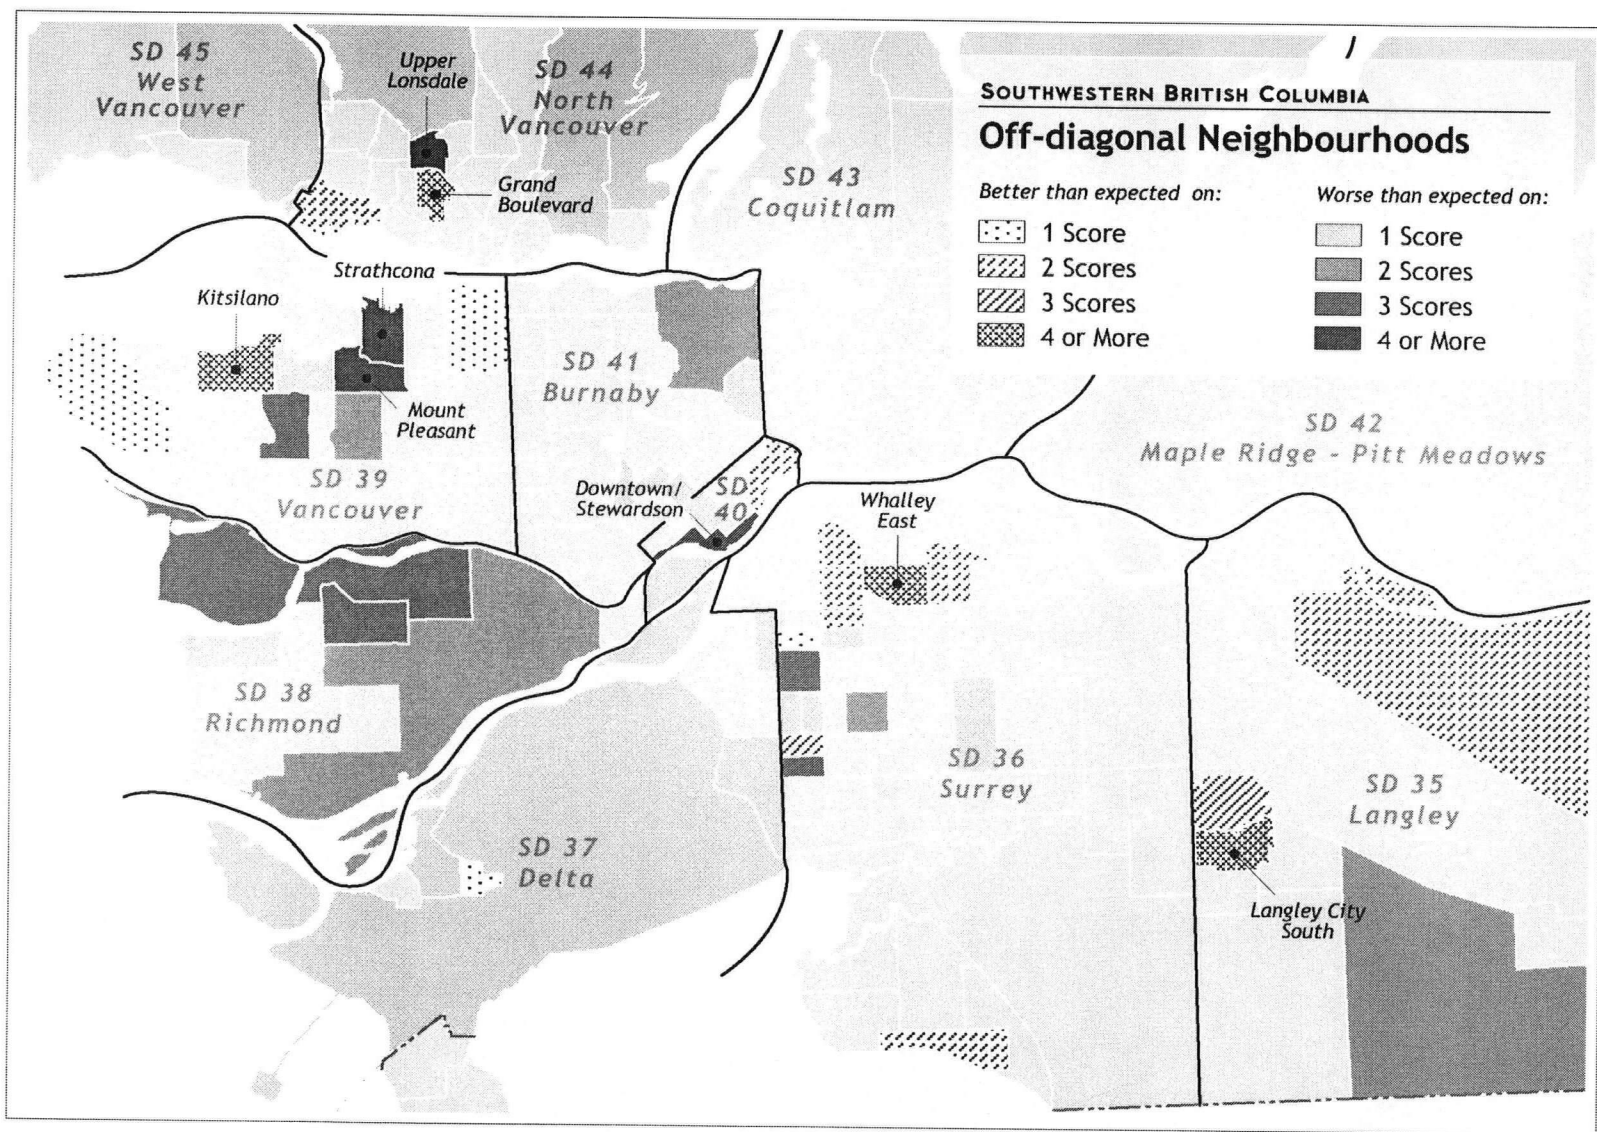 SD 45
West
Vancouver
Upper
Lonsdale
SD 44
North
Vancouver
Grand
Boulevard
SD 43
Coquitlam
SOUTHWESTERN BRITISH COLUMBIA
Off-diagonal Neighbourhoods
Better than expected on:
1 Score
2 Scores
3 Scores
4 or More
Worse than expected on:
1 Score
2 Scores
3 Scores
4 or More
Strathcona
Kitsilano
Mount
Pleasant
SD 39
Vancouver
SD 41
Burnaby
SD 42
Maple Ridge - Pitt Meadows
Downtown/
Stewardson
SD
40
Whalley
East
SD 38
Richmond
SD 36
Surrey
SD 35
Langley
SD 37
Delta
Langley City
South